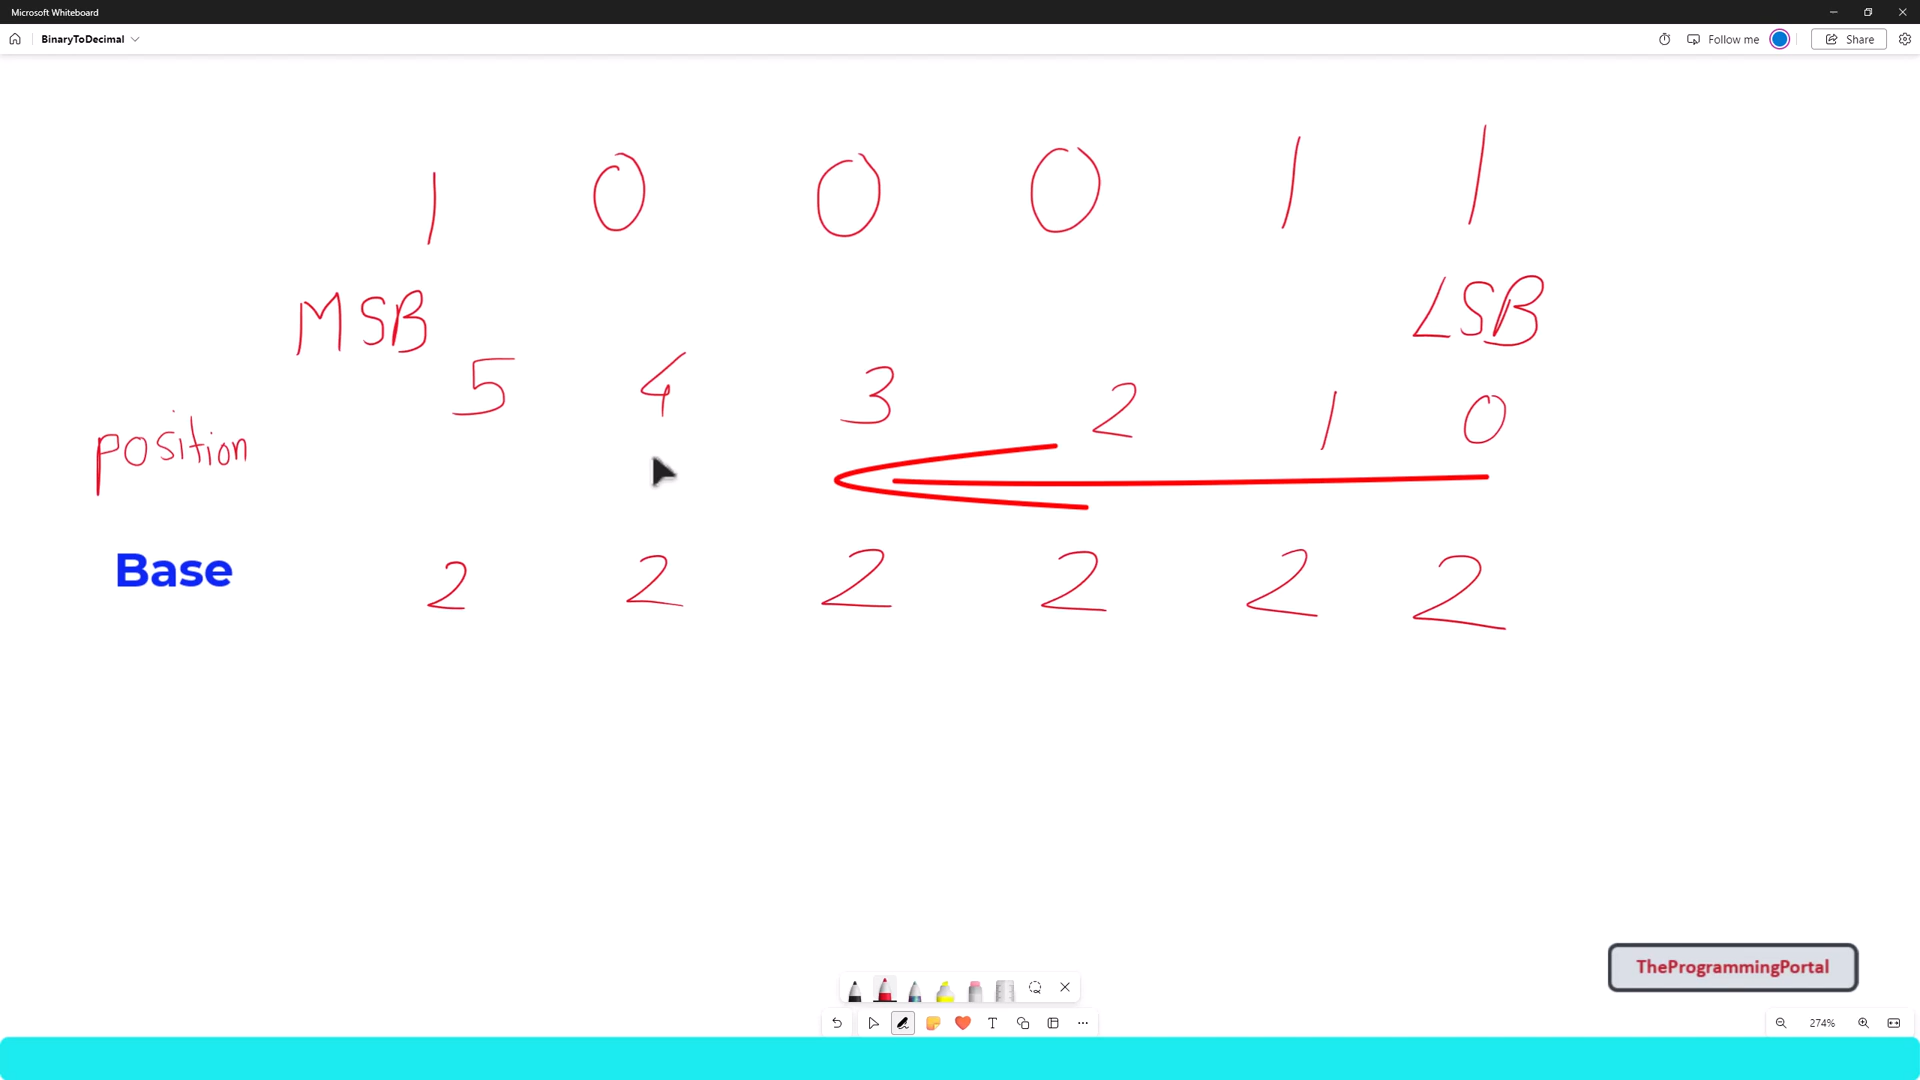 Microsoft Whiteboard
BinaryToDecimal
Follow me
Share
1 0 0 0 1 1
MSB LSB
5 4 3 2 1 0
position
Base 2 2 2 2 2 2
TheProgrammingPortal
274%